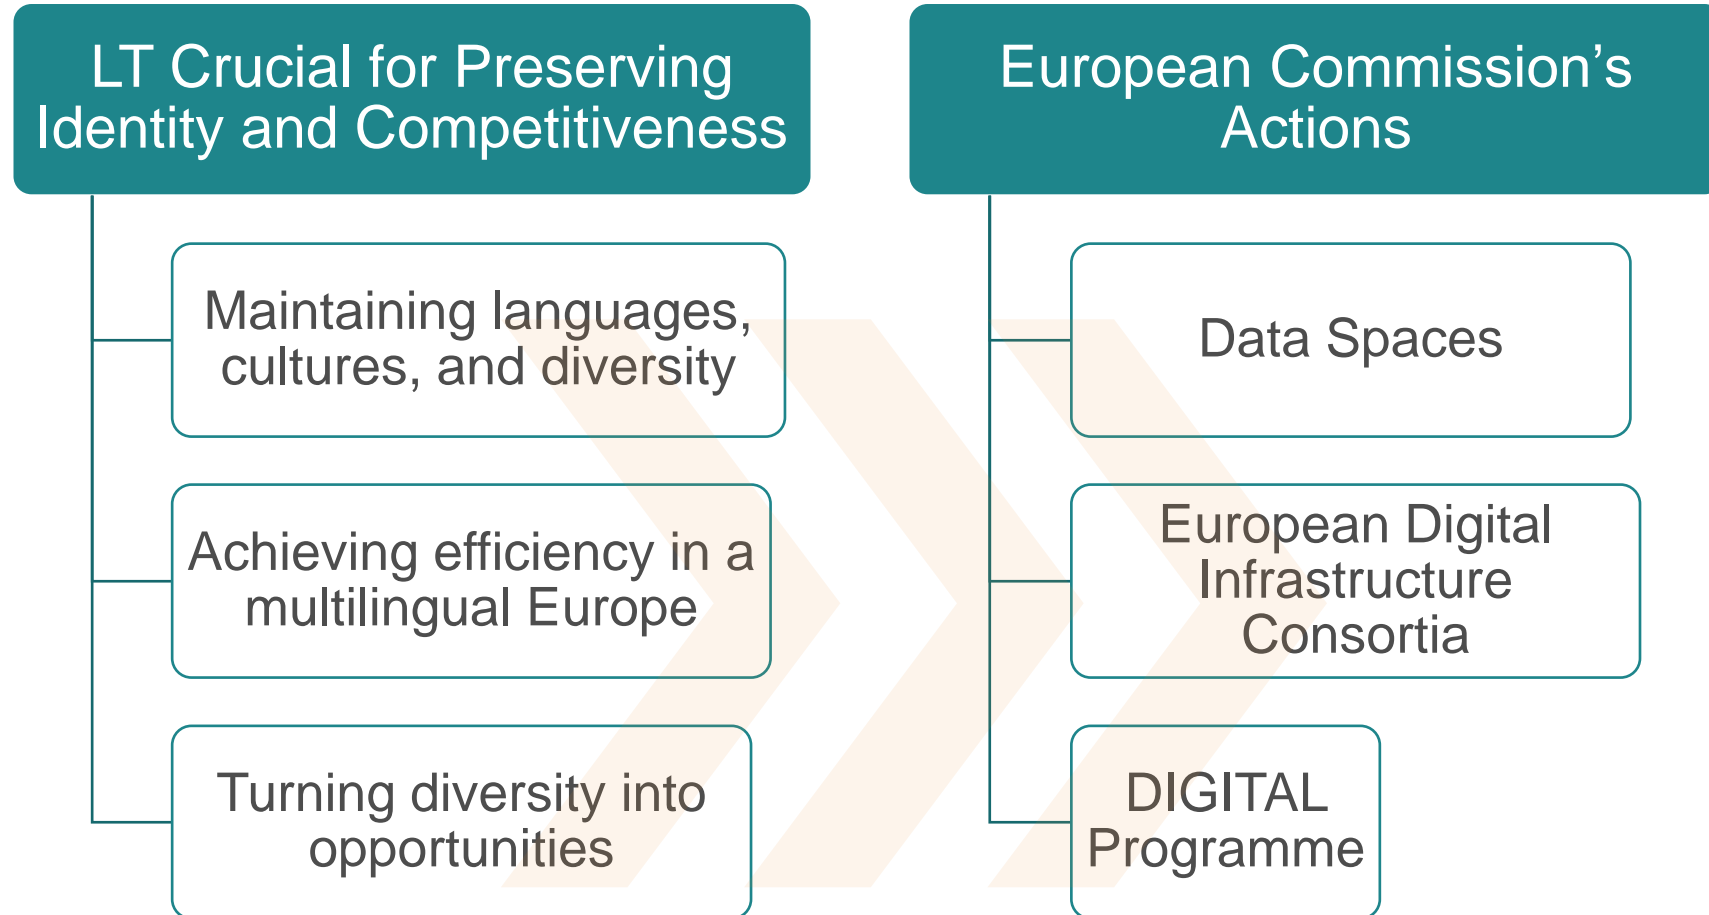 LT Crucial for Preserving
Identity and Competitiveness
Maintaining languages,
cultures, and diversity
Achieving efficiency in a
multilingual Europe
Turning diversity into
opportunities
European Commission’s
Actions
Data Spaces
European Digital
Infrastructure
Consortia
DIGITAL
Programme